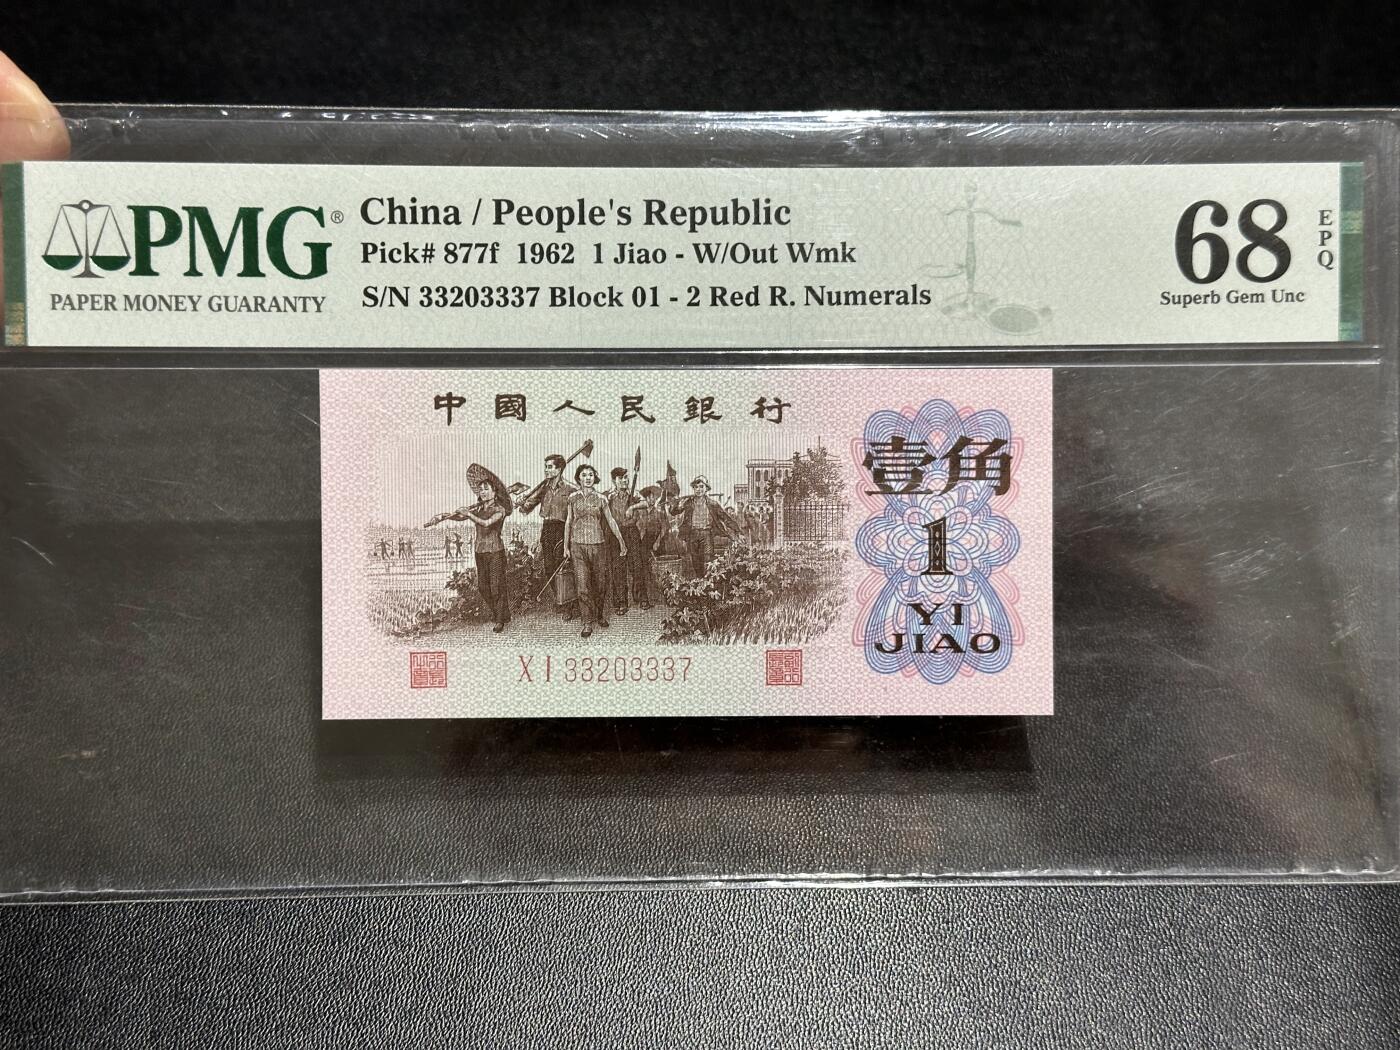 PMG®
PAPER MONEY GUARANTY
China / People's Republic
Pick# 877f 1962 1 Jiao - W/Out Wmk
S/N 33203337 Block 01 - 2 Red R. Numerals
68
EPQ
Superb Gem Unc
中國人民銀行
壹角
1
YI
JIAO
X I 33203337